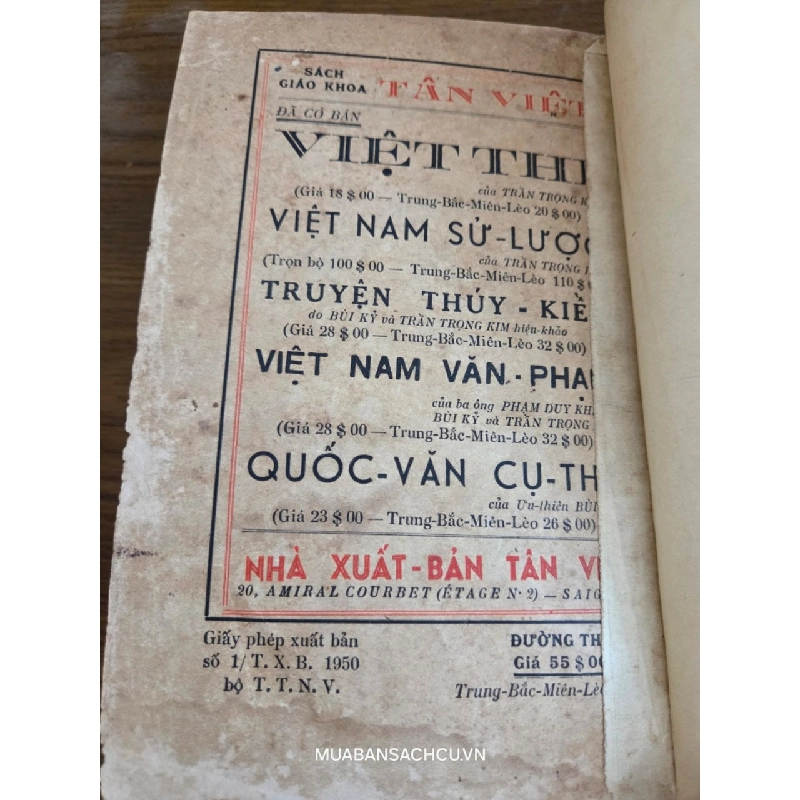 SÁCH
GIÁO KHOA TÂN VIỆT
ĐÃ CÓ BÁN
VIỆT THI
của TRẦN TRỌNG K
(Giá 18 $ 00 — Trung-Bắc-Miên-Lèo 20 $ 00)
VIỆT NAM SỬ-LƯỢC
của TRẦN TRỌNG
(Trọn bộ 100 $ 00 — Trung-Bắc-Miên-Lèo 110 $
TRUYỆN THÚY-KIỀ
do BÙI KỶ và TRẦN TRỌNG KIM hiệu-khảo
(Giá 28 $ 00 — Trung-Bắc-Miên-Lèo 32 $ 00)
VIỆT NAM VĂN-PHẠ
của ba ông PHẠM DUY KH
BÙI KỶ và TRẦN TRỌNG
(Giá 28 $ 00 — Trung-Bắc-Miên-Lèo 32 $ 00)
QUỐC-VĂN CỤ-TH
của Ưu-thiên BÙI
(Giá 23 $ 00 — Trung-Bắc-Miên-Lèo 26 $ 00)
NHÀ XUẤT-BẢN TÂN V
20, AMIRAL COURBET (ÉTAGE N° 2) — SAIG
Giấy phép xuất bản
số 1/ T. X. B. 1950
bộ T. T. N. V.
ĐƯỜNG TH
Giá 55 $ 00
Trung-Bắc-Miên-Lèo
MUABANSACHCU.VN